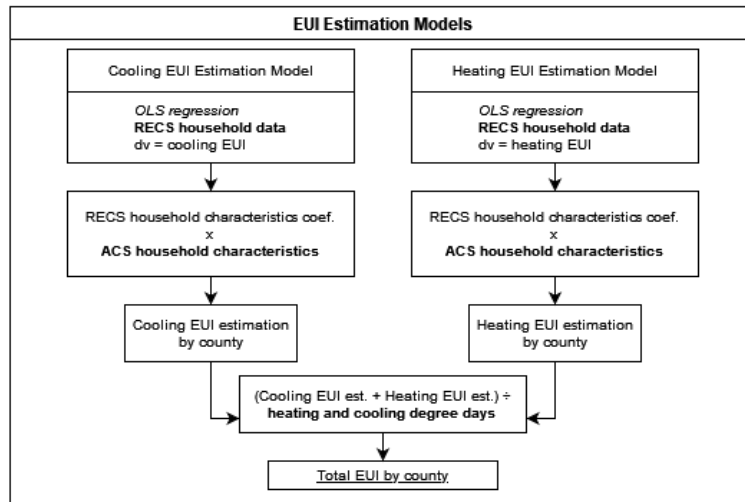 EUI Estimation Models
Cooling EUI Estimation Model
OLS regression
RECS household data
dv = cooling EUI
RECS household characteristics coef.
x
ACS household characteristics
Cooling EUI estimation
by county
Heating EUI Estimation Model
OLS regression
RECS household data
dv = heating EUI
RECS household characteristics coef.
x
ACS household characteristics
Heating EUI estimation
by county
(Cooling EUI est. + Heating EUI est.) ÷
heating and cooling degree days
Total EUI by county